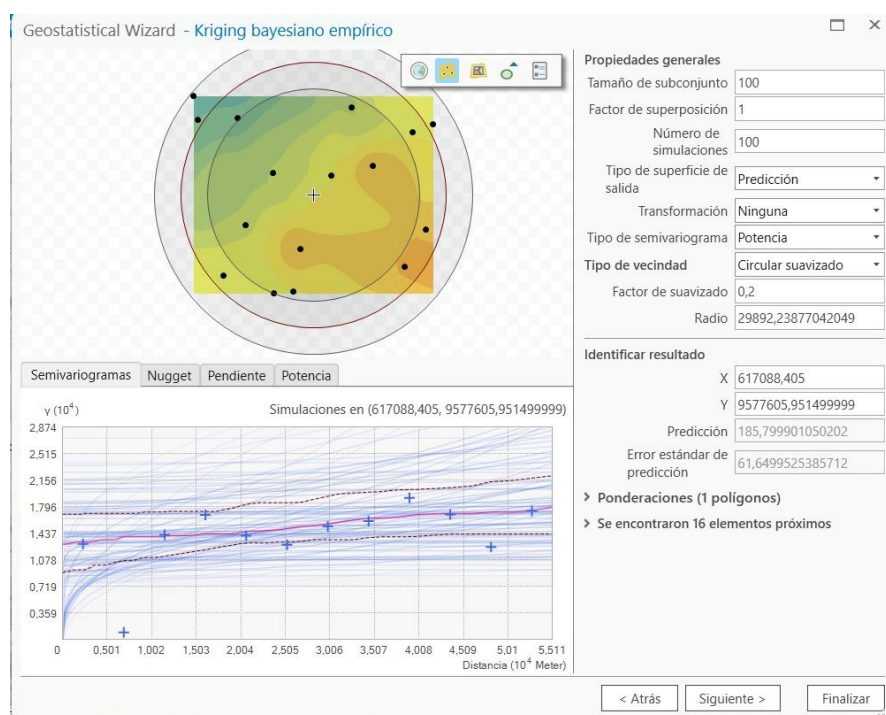 Geostatistical Wizard - Kriging bayesiano empírico
Propiedades generales
Tamaño de subconjunto 100
Factor de superposición 1
Número de simulaciones 100
Tipo de superficie de salida Predicción
Transformación Ninguna
Tipo de semivariograma Potencia
Tipo de vecindad Circular suavizado
Factor de suavizado 0,2
Radio 29892,23877042049
Identificar resultado
X 617088,405
Y 9577605,951499999
Predicción 185,799901050202
Error estándar de predicción 61,6499525385712
> Ponderaciones (1 polígonos)
> Se encontraron 16 elementos próximos
Semivariogramas Nugget Pendiente Potencia
γ (10⁴) Simulaciones en (617088,405, 9577605,951499999)
2,874
2,515
2,156
1,796
1,437
1,078
0,719
0,359
0 0,501 1,002 1,503 2,004 2,505 3,006 3,507 4,008 4,509 5,01 5,511
Distancia (10⁴ Meter)
< Atrás Siguiente > Finalizar